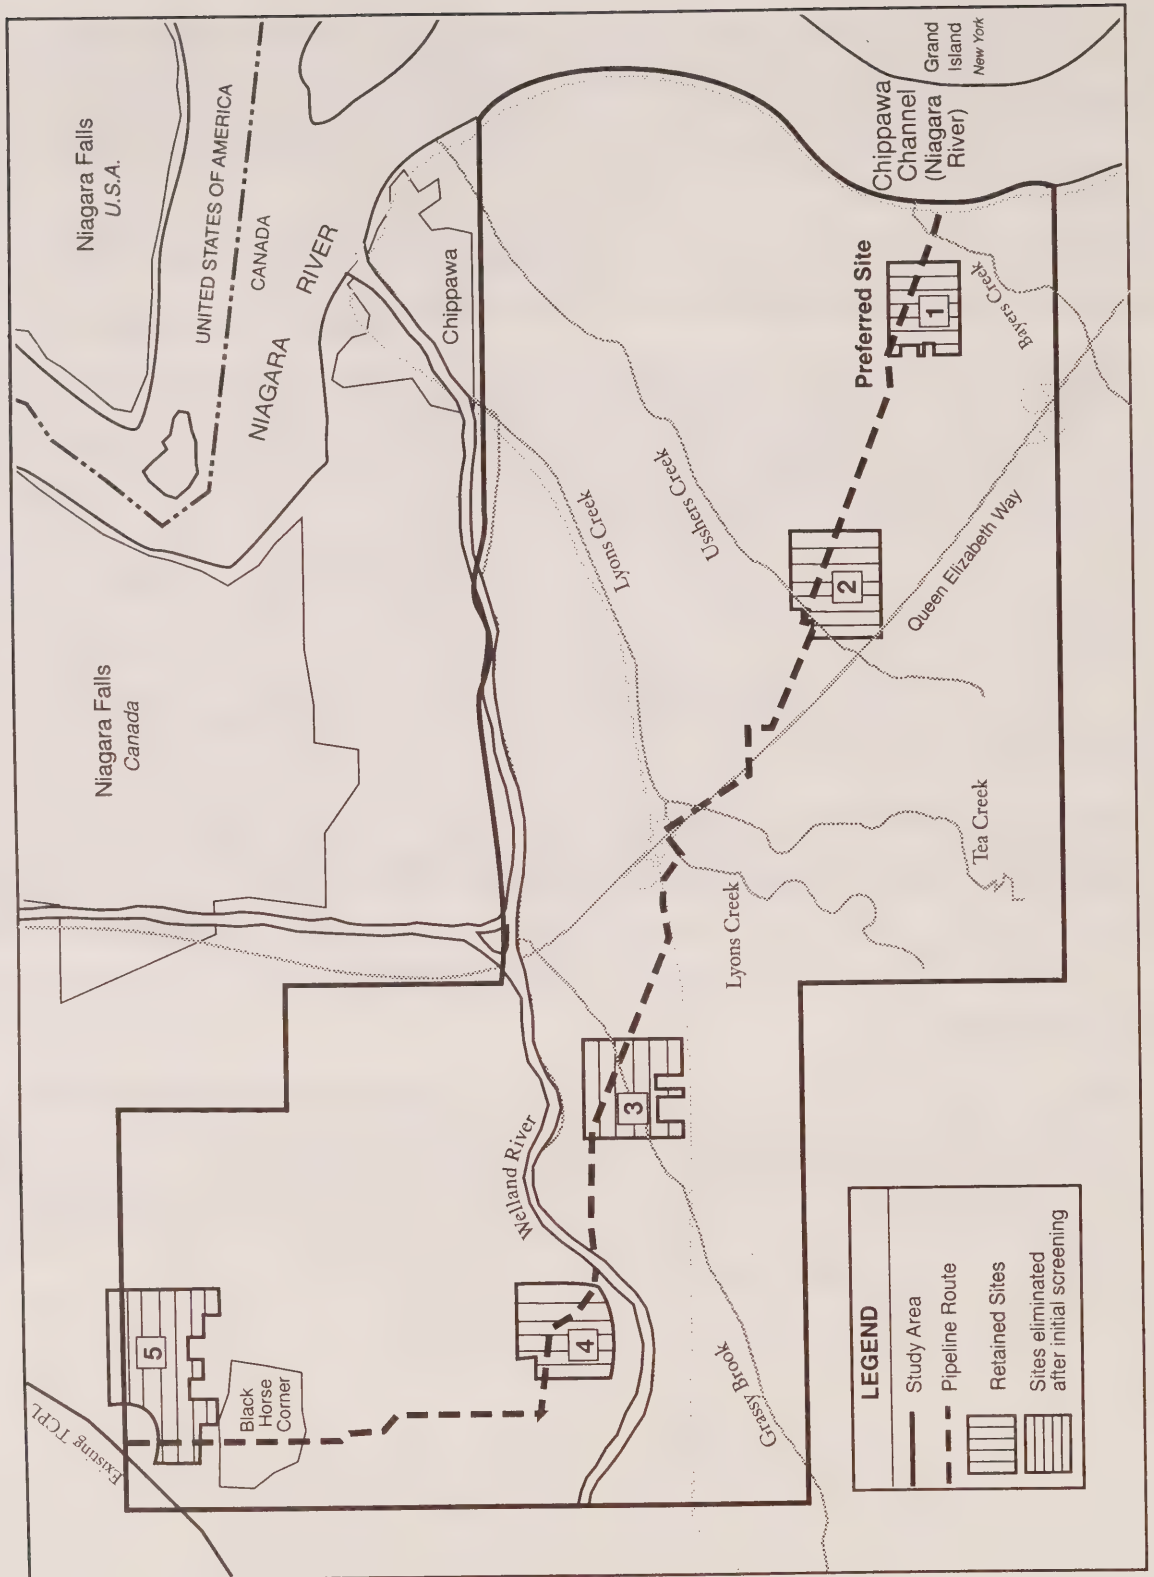 Niagara Falls
U.S.A.
UNITED STATES OF AMERICA
CANADA
NIAGARA RIVER
Grand
Island
New York
Chippawa
Channel
(Niagara
River)
Niagara Falls
Canada
Chippawa
Preferred Site
1
Bayers Creek
Usshers Creek
Lyons Creek
2
Queen Elizabeth Way
Tea Creek
Lyons Creek
3
Welland River
4
Grassy Brook
5
Black
Horse
Corner
Existing TCPL
LEGEND
Study Area
Pipeline Route
Retained Sites
Sites eliminated
after initial screening